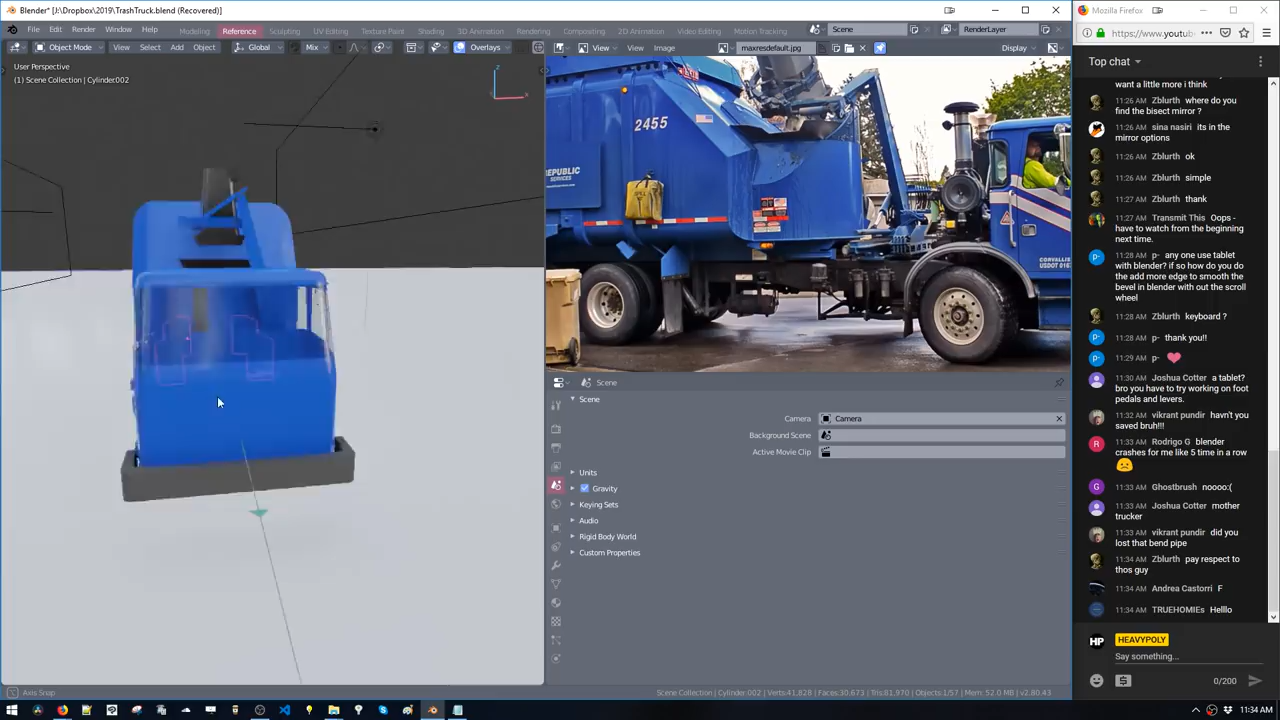 Blender* [J:\Dropbox\2019\TrashTruck.blend (Recovered)]
File Edit Render Window Help
Modeling Reference Sculpting UV Editing Texture Paint Shading Animation Rendering Compositing 2D Animation Video Editing Motion Tracking
Scene RenderLayer
Object Mode View Select Add Object Global Mix Overlays
View View Image maxresdefault.jpg Display
User Perspective
(1) Scene Collection | Cylinder002
2455
REPUBLIC
SERVICES
CORVALLIS
Scene
Scene
Camera Camera
Background Scene
Active Movie Clip
Units
Gravity
Keying Sets
Audio
Rigid Body World
Custom Properties
Axis Snap
Scene Collection | Cylinder.002 | Verts:41,828 | Faces:30,673 | Tris:81,970 | Objects:1/57 | Mem: 52.0 MB | v2.80.43
11:34 AM
Mozilla Firefox
https://www.youtub
Top chat
want a little more i think
11:26 AM Zblurth where do you
find the bisect mirror ?
11:26 AM sina nasiri its in the
mirror options
11:26 AM Zblurth ok
11:26 AM Zblurth simple
11:27 AM Zblurth thank
11:27 AM Transmit This Oops -
have to watch from the beginning
next time.
11:28 AM p- any one use tablet
with blender? if so how do you do
the add more edge to smooth the
bevel in blender with out the scroll
wheel
11:28 AM Zblurth keyboard ?
11:28 AM p- thank you!!
11:29 AM p-
11:30 AM Joshua Cotter a tablet?
bro you have to try working on foot
pedals and levers.
11:32 AM vikrant pundir havn't you
saved bruh!!!
11:33 AM Rodrigo G blender
crashes for me like 5 time in a row
11:33 AM Ghostbrush noooo:(
11:33 AM Joshua Cotter mother
trucker
11:33 AM vikrant pundir did you
lost that bend pipe
11:34 AM Zblurth pay respect to
thos guy
11:34 AM Andrea Castorri F
11:34 AM TRUEHOMIEs Helllo
HP HEAVYPOLY
Say something...
0/200